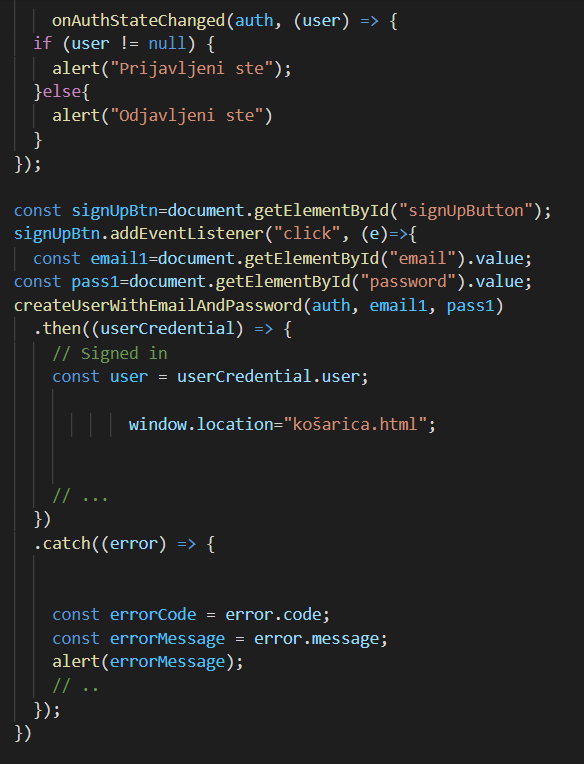 onAuthStateChanged(auth, (user) => {
if (user != null) {
alert("Prijavljeni ste");
}else{
alert("Odjavljeni ste")
}
});
const signUpBtn=document.getElementById("signUpButton");
signUpBtn.addEventListener("click", (e)=>{
const email1=document.getElementById("email").value;
const pass1=document.getElementById("password").value;
createUserWithEmailAndPassword(auth, email1, pass1)
.then((userCredential) => {
// Signed in
const user = userCredential.user;
window.location="košarica.html";
// ...
})
.catch((error) => {
const errorCode = error.code;
const errorMessage = error.message;
alert(errorMessage);
// ..
});
})